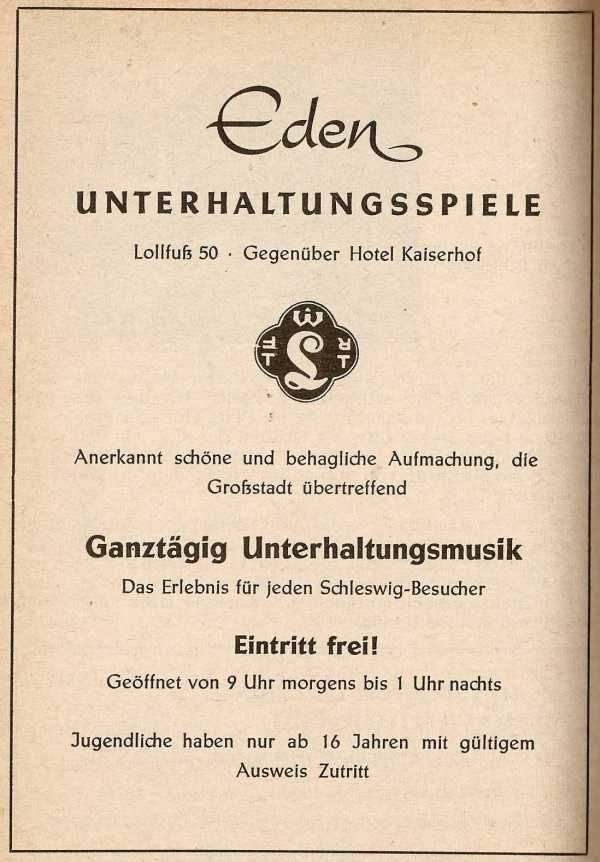 Eden
UNTERHALTUNGSSPIELE
Lollfuß 50 · Gegenüber Hotel Kaiserhof
Anerkannt schöne und behagliche Aufmachung, die
Großstadt übertreffend
Ganztägig Unterhaltungsmusik
Das Erlebnis für jeden Schleswig-Besucher
Eintritt frei!
Geöffnet von 9 Uhr morgens bis 1 Uhr nachts
Jugendliche haben nur ab 16 Jahren mit gültigem
Ausweis Zutritt